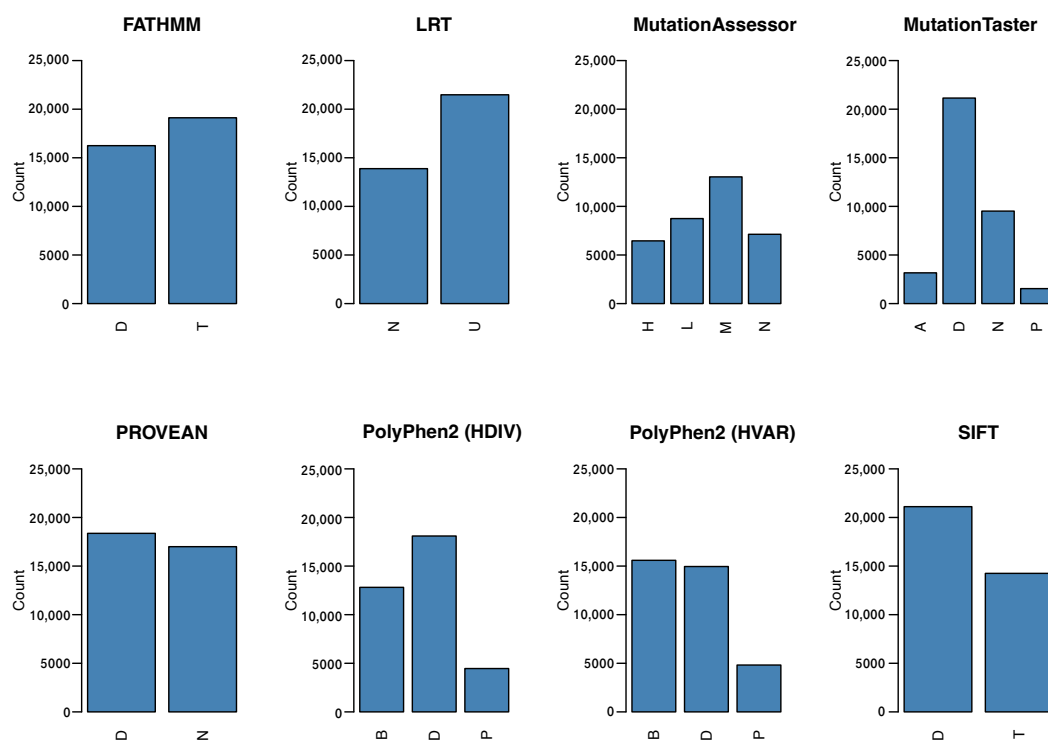 FATHMM
LRT
MutationAssessor
MutationTaster
Count
25,000
20,000
15,000
10,000
5000
0
D
T
Count
25,000
20,000
15,000
10,000
5000
0
N
U
Count
25,000
20,000
15,000
10,000
5000
0
H
L
M
N
Count
25,000
20,000
15,000
10,000
5000
0
A
D
N
P
PROVEAN
PolyPhen2 (HDIV)
PolyPhen2 (HVAR)
SIFT
Count
25,000
20,000
15,000
10,000
5000
0
D
N
Count
25,000
20,000
15,000
10,000
5000
0
B
D
P
Count
25,000
20,000
15,000
10,000
5000
0
B
D
P
Count
25,000
20,000
15,000
10,000
5000
0
D
T